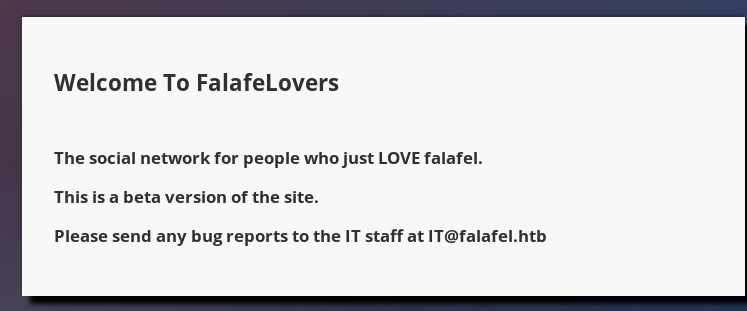 Welcome To FalafeLovers
The social network for people who just LOVE falafel.
This is a beta version of the site.
Please send any bug reports to the IT staff at IT@falafel.htb